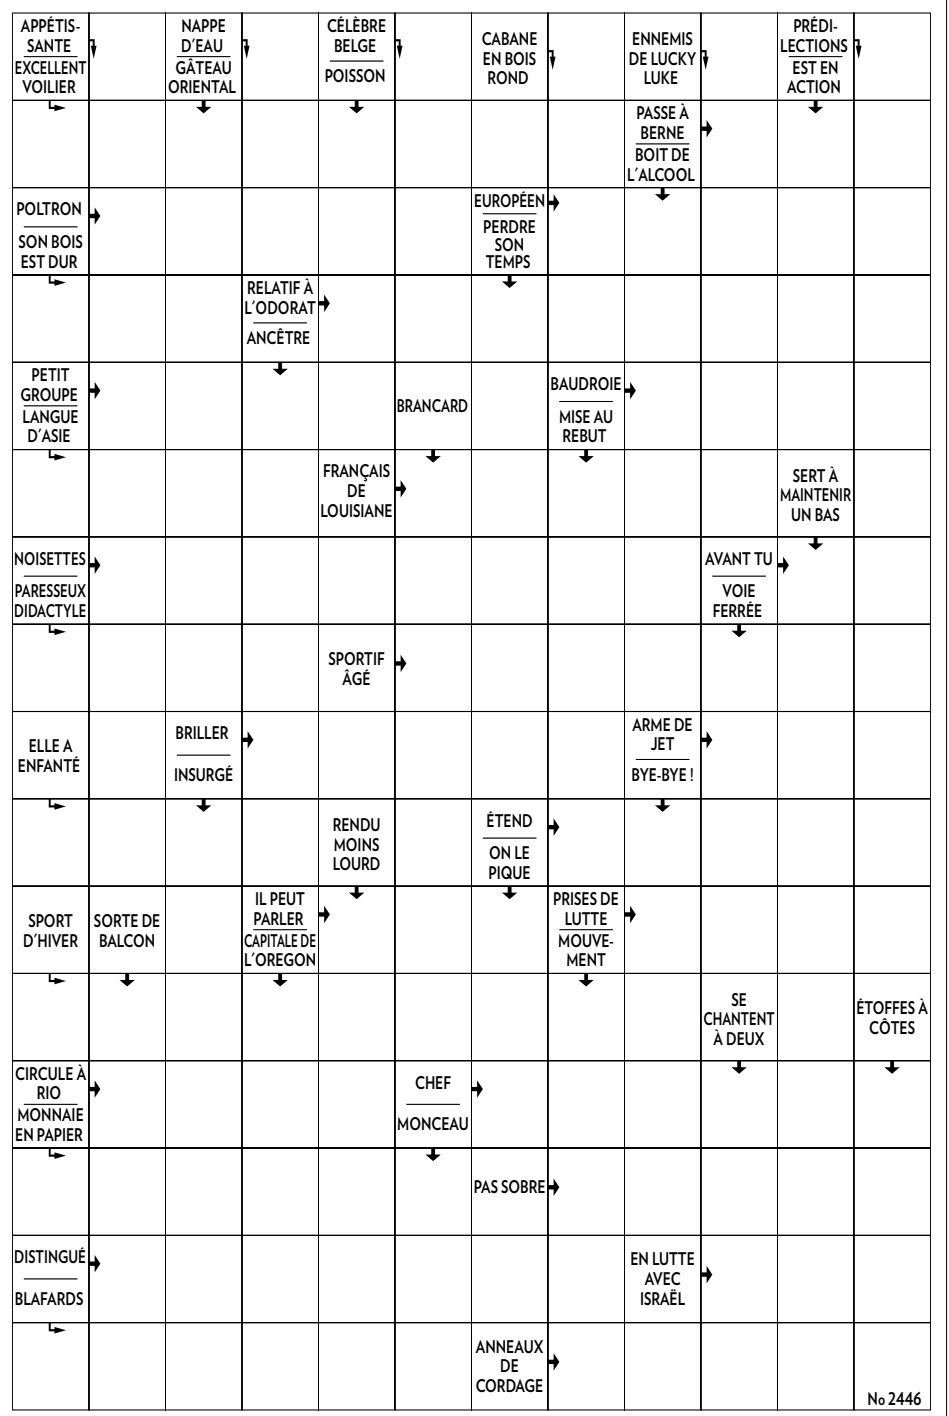 APPÉTIS-
SANTE
EXCELLENT
VOILIER
NAPPE
D'EAU
GÂTEAU
ORIENTAL
CÉLÈBRE
BELGE
POISSON
CABANE
EN BOIS
ROND
ENNEMIS
DE LUCKY
LUKE
PRÉDI-
LECTIONS
EST EN
ACTION
PASSE À
BERNE
BOIT DE
L'ALCOOL
POLTRON
SON BOIS
EST DUR
EUROPÉEN
PERDRE
SON
TEMPS
RELATIF À
L'ODORAT
ANCÊTRE
PETIT
GROUPE
LANGUE
D'ASIE
BRANCARD
BAUDROIE
MISE AU
REBUT
FRANÇAIS
DE
LOUISIANE
SERT À
MAINTENIR
UN BAS
NOISETTES
PARESSEUX
DIDACTYLE
AVANT TU
VOIE
FERRÉE
SPORTIF
ÂGÉ
ELLE A
ENFANTÉ
BRILLER
INSURGÉ
ARME DE
JET
BYE-BYE !
RENDU
MOINS
LOURD
ÉTEND
ON LE
PIQUE
SPORT
D'HIVER
SORTE DE
BALCON
IL PEUT
PARLER
CAPITALE DE
L'OREGON
PRISES DE
LUTTE
MOUVE-
MENT
SE
CHANTENT
À DEUX
ÉTOFFES À
CÔTES
CIRCULE À
RIO
MONNAIE
EN PAPIER
CHEF
MONCEAU
PAS SOBRE
DISTINGUÉ
BLAFARDS
EN LUTTE
AVEC
ISRAËL
ANNEAUX
DE
CORDAGE
No 2446